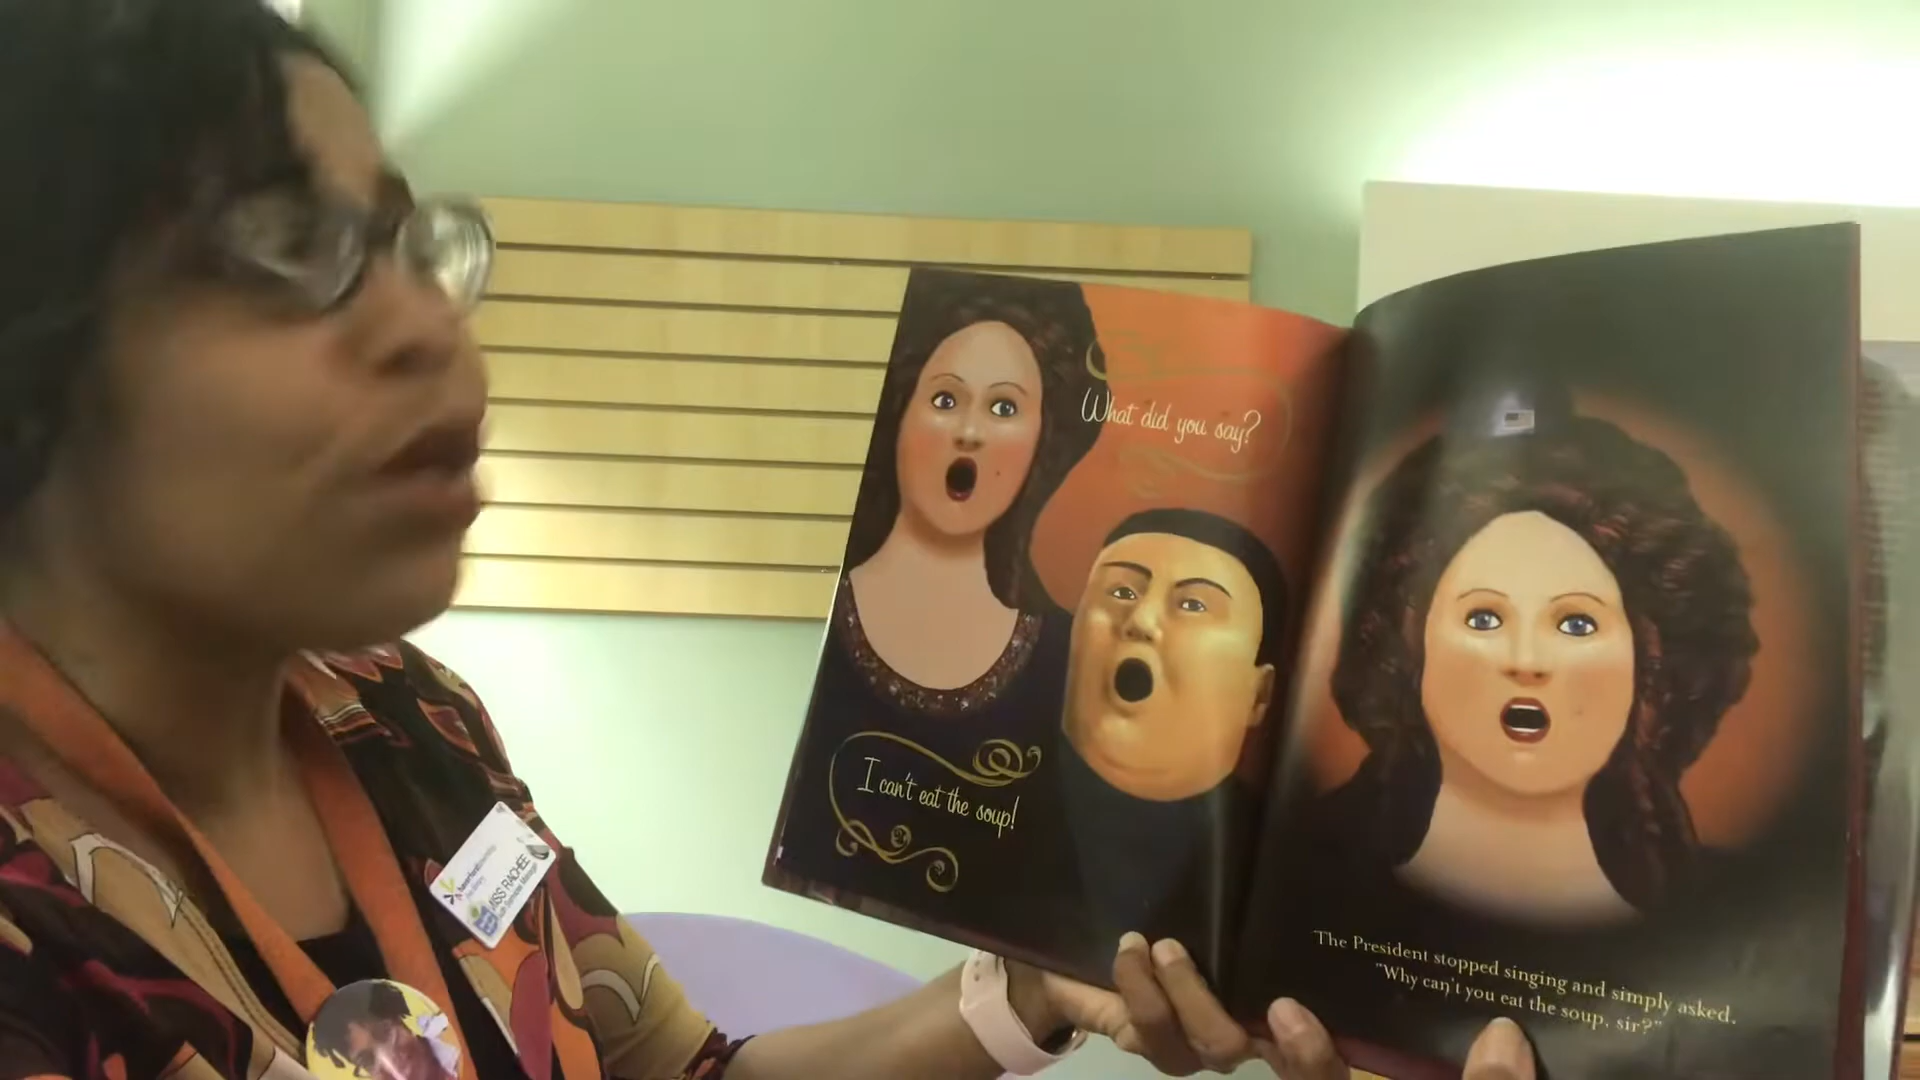 What did you say?
I can't eat the soup!
The President stopped singing and simply asked,
"Why can't you eat the soup, sir?"
MISS RACHEE